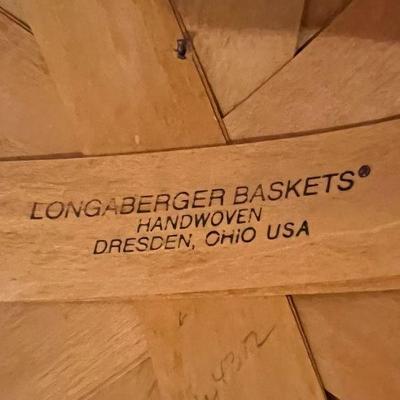 LONGABERGER BASKETS®
HANDWOVEN
DRESDEN, OHIO USA